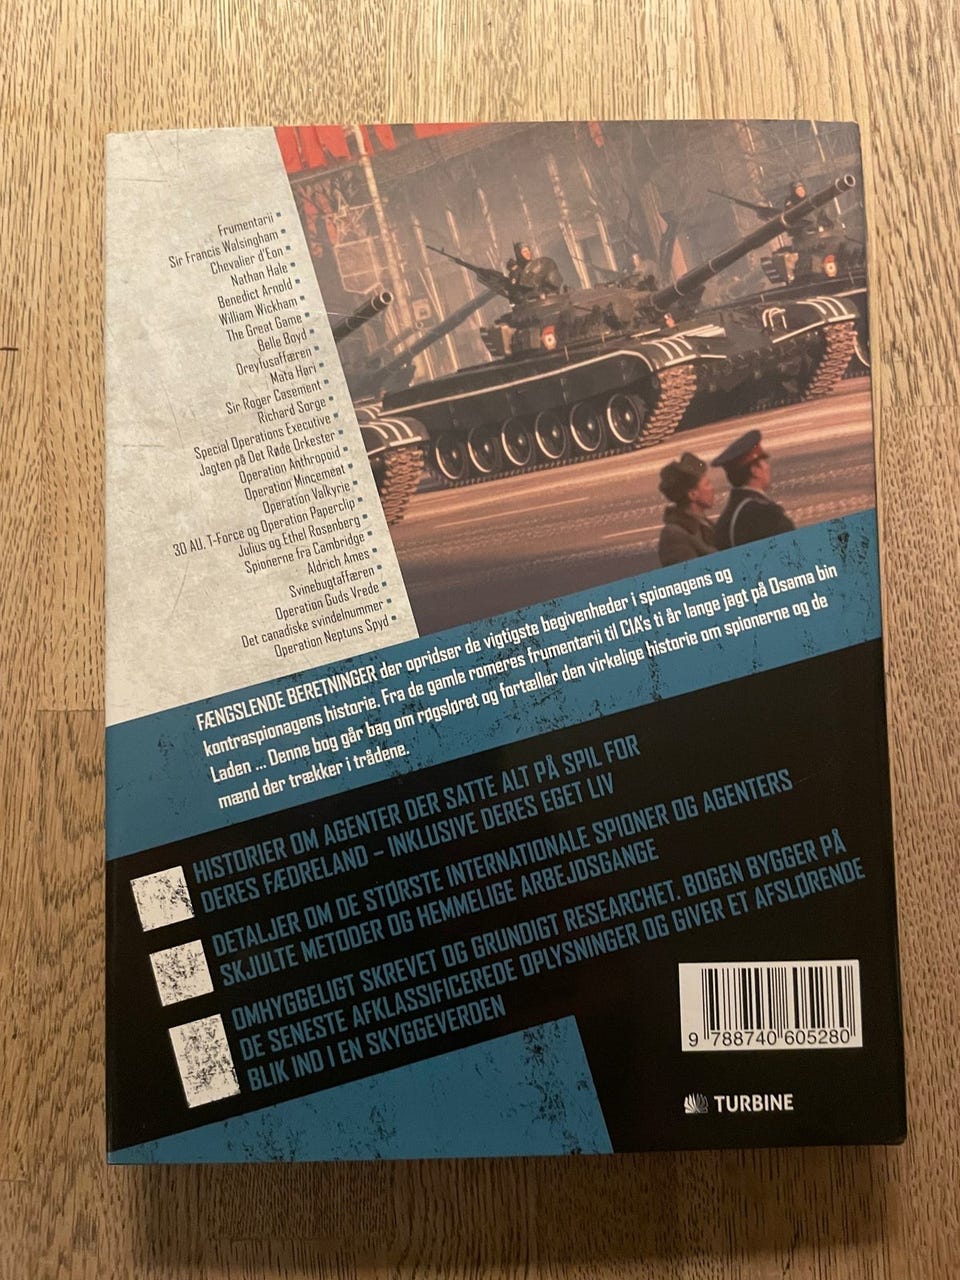 Frumentarii
Sir Francis Walsingham
Chevalier d'Eon
Nathan Hale
Benedict Arnold
William Wickham
The Great Game
Belle Boyd
Dreyfusaffæren
Mata Hari
Sir Roger Casement
Richard Sorge
Special Operations Executive
Jagten på Det Røde Orkester
Operation Anthropoid
Operation Mincemeat
Operation Valkyrie
30 AU, T-Force og Operation Paperclip
Julius og Ethel Rosenberg
Spionerne fra Cambridge
Aldrich Ames
Svinebugtaffæren
Operation Guds Vrede
Det canadiske svindelnummer
Operation Neptuns Spyd
FÆNGSLENDE BERETNINGER der opridser de vigtigste begivenheder i spionagens og
kontraspionagens historie. Fra de gamle romeres frumentarii til CIA's ti år lange jagt på Osama bin
Laden ... Denne bog går bag om røgsløret og fortæller den virkelige historie om spionerne og de
mænd der trækker i trådene.
HISTORIER OM AGENTER DER SATTE ALT PÅ SPIL FOR
DERES FÆDRELAND – INKLUSIVE DERES EGET LIV
DETALJER OM DE STØRSTE INTERNATIONALE SPIONER OG AGENTERS
SKJULTE METODER OG HEMMELIGE ARBEJDSGANGE
OMHYGGELIGT SKREVET OG GRUNDIGT RESEARCHET. BOGEN BYGGER PÅ
DE SENESTE AFKLASSIFICEREDE OPLYSNINGER OG GIVER ET AFSLØRENDE
BLIK IND I EN SKYGGEVERDEN
9 788740 605280
TURBINE